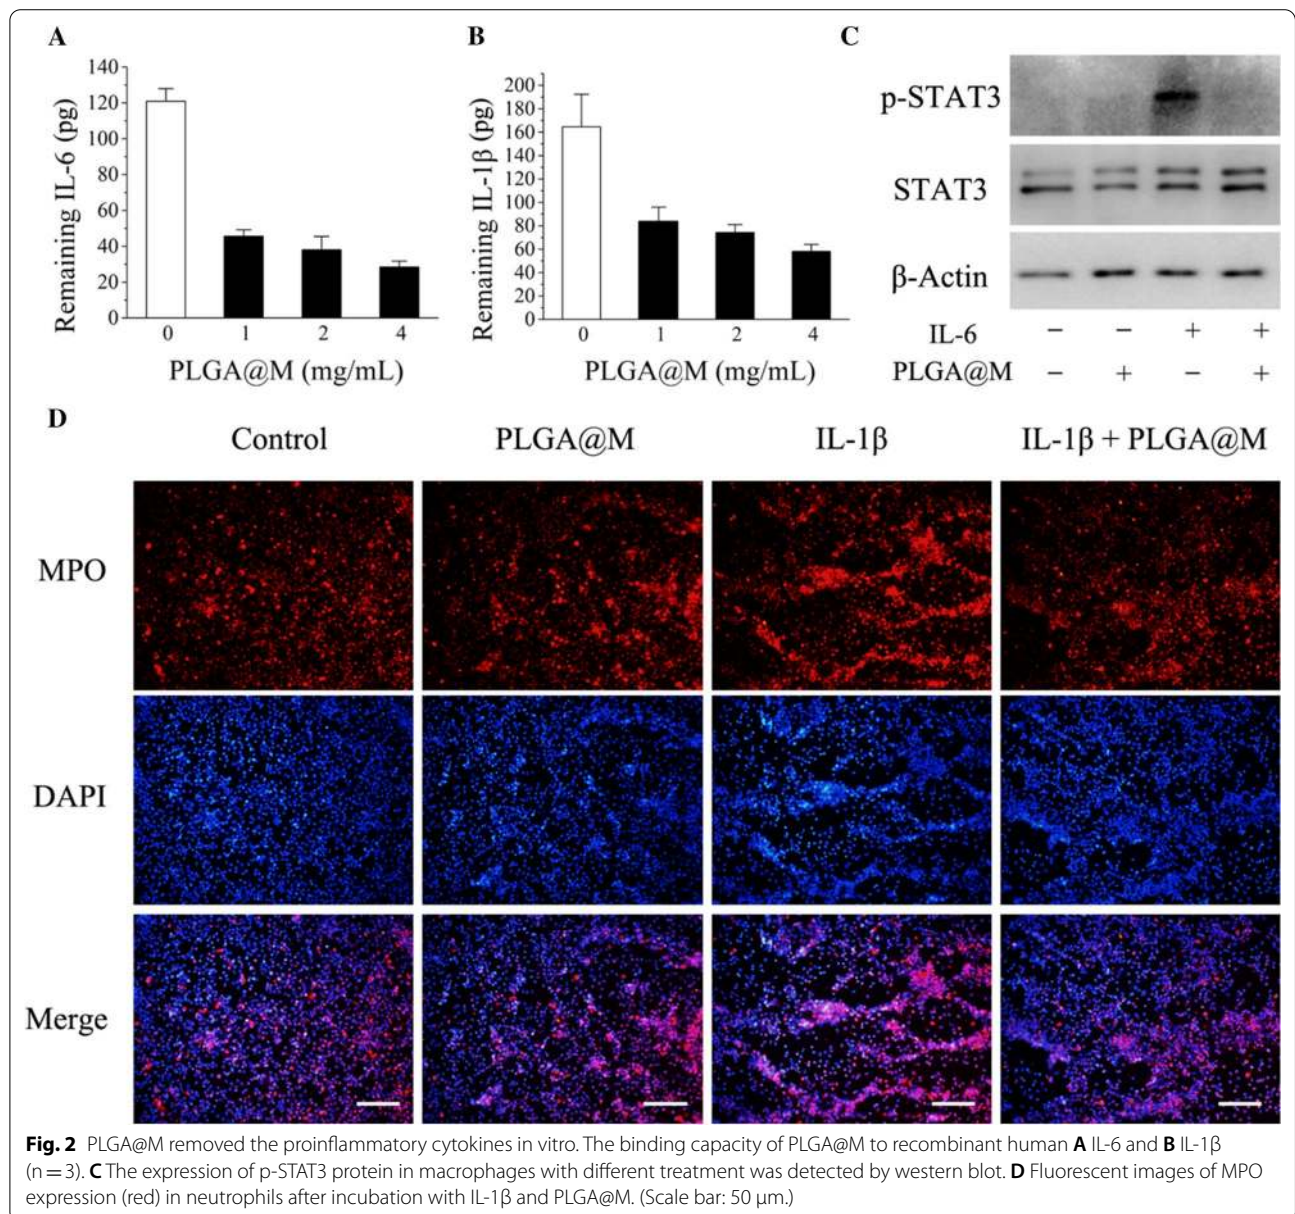 A
Remaining IL-6 (pg)
140
120
100
80
60
40
20
0
0 1 2 4
PLGA@M (mg/mL)
B
Remaining IL-1β (pg)
200
180
160
140
120
100
80
60
40
20
0
0 1 2 4
PLGA@M (mg/mL)
C
p-STAT3
STAT3
β-Actin
IL-6 − − + +
PLGA@M − + − +
D
Control PLGA@M IL-1β IL-1β + PLGA@M
MPO
DAPI
Merge
Fig. 2 PLGA@M removed the proinflammatory cytokines in vitro. The binding capacity of PLGA@M to recombinant human A IL-6 and B IL-1β
(n = 3). C The expression of p-STAT3 protein in macrophages with different treatment was detected by western blot. D Fluorescent images of MPO
expression (red) in neutrophils after incubation with IL-1β and PLGA@M. (Scale bar: 50 μm.)